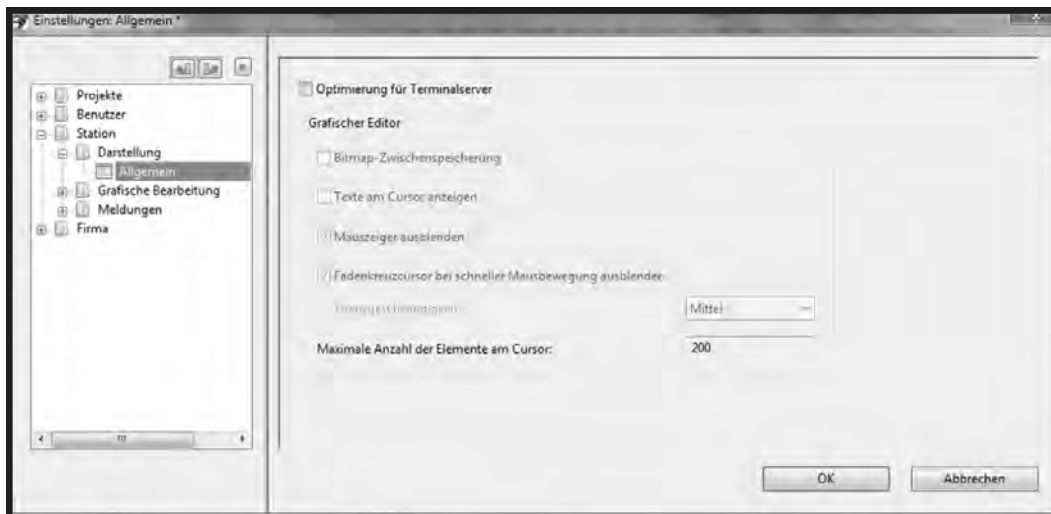 Einstellungen: Allgemein *
Projekte
Benutzer
Station
Darstellung
Allgemein
Grafische Bearbeitung
Meldungen
Firma
Optimierung für Terminalserver
Grafischer Editor
Bitmap-Zwischenspeicherung
Texte am Cursor anzeigen
Mauszeiger ausblenden
Fadenkreuzcursor bei schneller Mausbewegung ausblenden
Mittel
Maximale Anzahl der Elemente am Cursor:
200
OK
Abbrechen